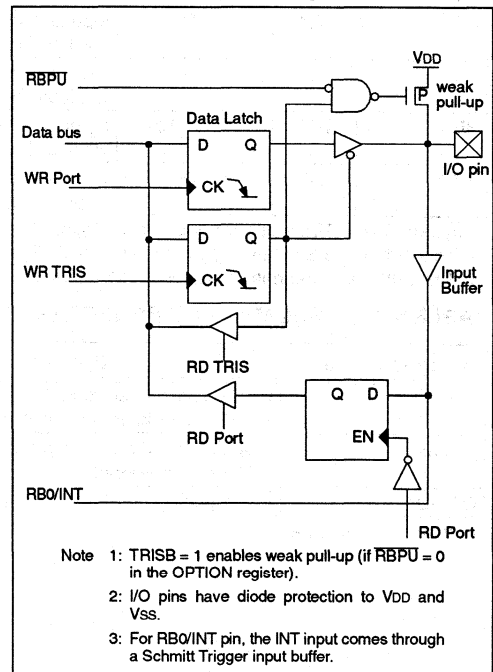 VDD
RBPU
weak
pull-up
P
Data bus
Data Latch
D Q
I/O pin
WR Port
CK
D Q
WR TRIS
CK
Input
Buffer
RD TRIS
Q D
RD Port
EN
RB0/INT
RD Port
Note 1: TRISB = 1 enables weak pull-up (if RBPU = 0
in the OPTION register).
2: I/O pins have diode protection to VDD and
VSS.
3: For RB0/INT pin, the INT input comes through
a Schmitt Trigger input buffer.